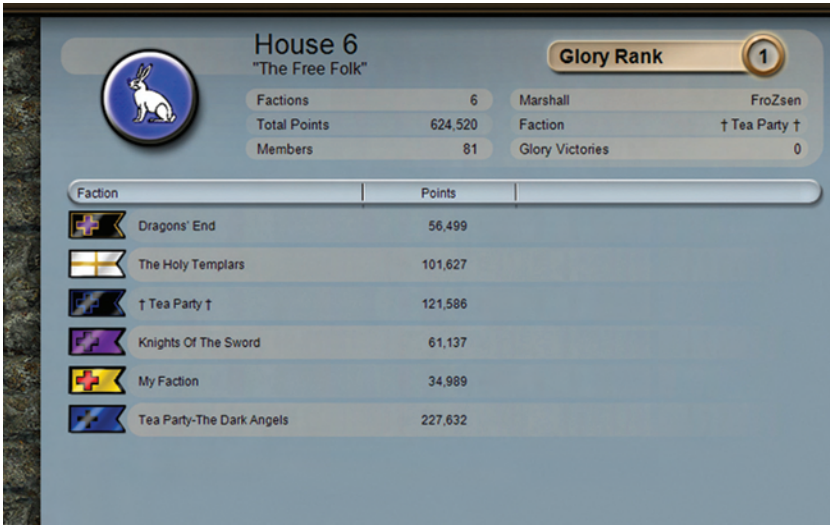 House 6
"The Free Folk"
Glory Rank 1
Factions 6 Marshall FroZsen
Total Points 624,520 Faction † Tea Party †
Members 81 Glory Victories 0
Faction Points
Dragons' End 56,499
The Holy Templars 101,627
† Tea Party † 121,586
Knights Of The Sword 61,137
My Faction 34,989
Tea Party-The Dark Angels 227,632